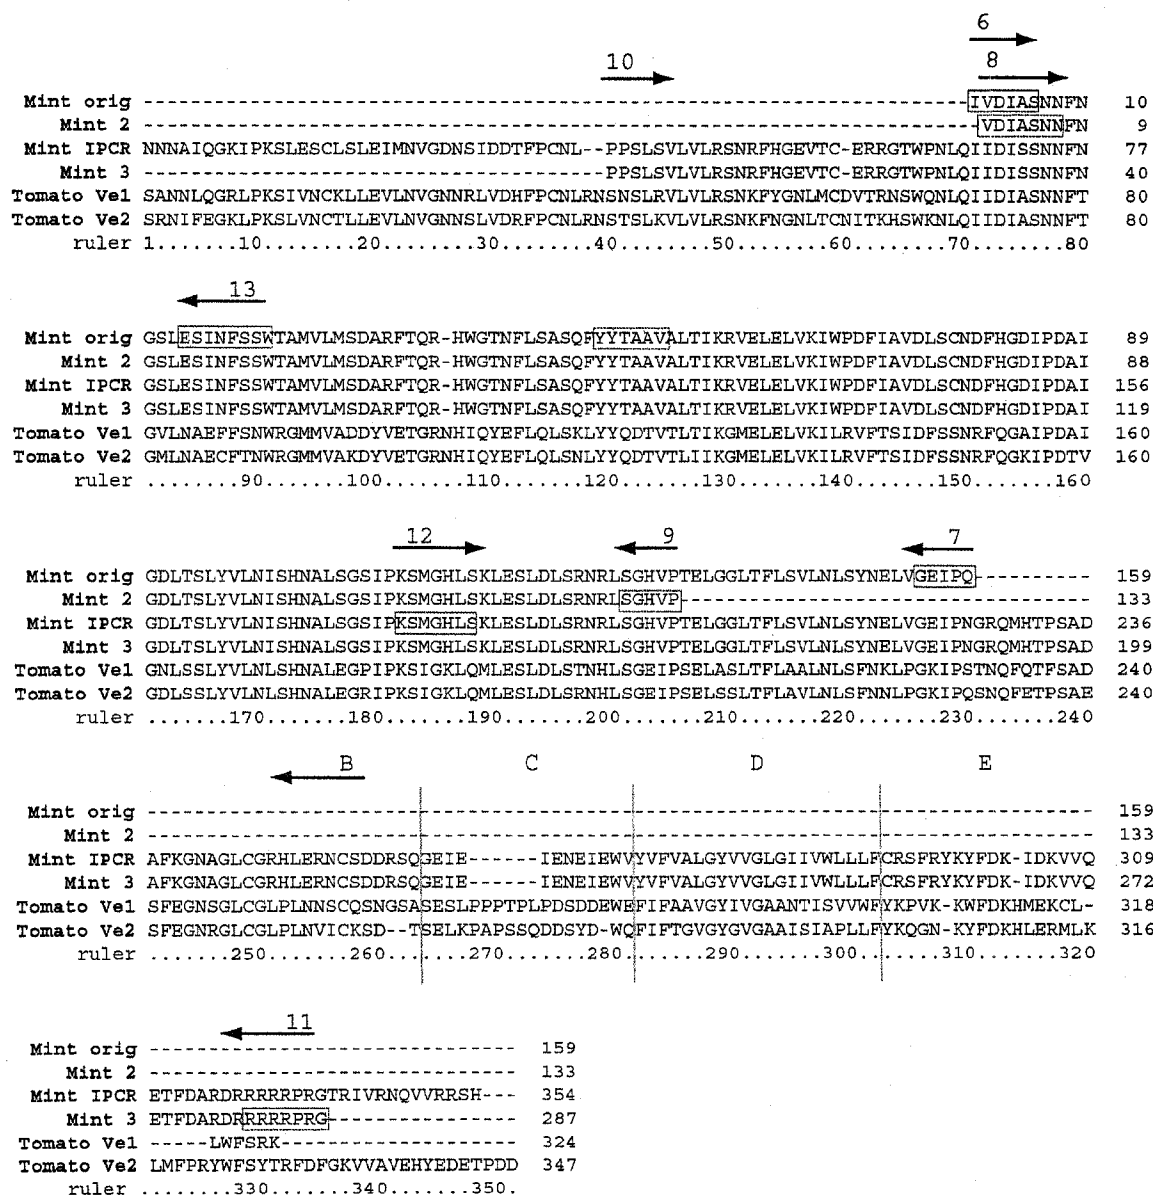 6
10 8
Mint orig ----------------------------------------------------------------------IVDIASNNFN 10
Mint 2 -----------------------------------------------------------------------VDIASNNFN 9
Mint IPCR NNNAIQGKIPKSLESCLSLEIMNVGDNSIDDTFPCNL--PPSLSVLVLRSNRFHGEVTC-ERRGTWPNLQIIDISSNNFN 77
Mint 3 ---------------------------------------PPSLSVLVLRSNRFHGEVTC-ERRGTWPNLQIIDISSNNFN 40
Tomato Ve1 SANNLQGRLPKSIVNCKLLEVLNVGNNRLVDHFPCNLRNSNSLRVLVLRSNKFYGNLMCDVTRNSWQNLQIIDIASNNFT 80
Tomato Ve2 SRNIFEGKLPKSLVNCTLLEVLNVGNNSLVDRFPCNLRNSTSLKVLVLRSNKFNGNLTCNITKHSWKNLQIIDIASNNFT 80
ruler 1.......10........20........30........40........50........60........70........80
13
Mint orig GSLESINFSSWTAMVLMSDARFTQR-HWGTNFLSASQFYYTAAVALTIKRVELELVKIWPDFIAVDLSCNDFHGDIPDAI 89
Mint 2 GSLESINFSSWTAMVLMSDARFTQR-HWGTNFLSASQFYYTAAVALTIKRVELELVKIWPDFIAVDLSCNDFHGDIPDAI 88
Mint IPCR GSLESINFSSWTAMVLMSDARFTQR-HWGTNFLSASQFYYTAAVALTIKRVELELVKIWPDFIAVDLSCNDFHGDIPDAI 156
Mint 3 GSLESINFSSWTAMVLMSDARFTQR-HWGTNFLSASQFYYTAAVALTIKRVELELVKIWPDFIAVDLSCNDFHGDIPDAI 119
Tomato Ve1 GVLNAEFFSNWRGMMVADDYVETGRNHIQYEFLQLSKLYYQDTVTLTIKGMELELVKILRVFTSIDFSSNRFQGAIPDAI 160
Tomato Ve2 GMLNAECFTNWRGMMVAKDYVETGRNHIQYEFLQLSNLYYQDTVTLIIKGMELELVKILRVFTSIDFSSNRFQGKIPDTV 160
ruler ........90.......100.......110.......120.......130.......140.......150.......160
12 9 7
Mint orig GDLTSLYVLNISHNALSGSIPKSMGHLSKLESLDLSRNRLSGHVPTELGGLTFLSVLNLSYNELVGEIPQ---------- 159
Mint 2 GDLTSLYVLNISHNALSGSIPKSMGHLSKLESLDLSRNRLSGHVP----------------------------------- 133
Mint IPCR GDLTSLYVLNISHNALSGSIPKSMGHLSKLESLDLSRNRLSGHVPTELGGLTFLSVLNLSYNELVGEIPNGRQMHTPSAD 236
Mint 3 GDLTSLYVLNISHNALSGSIPKSMGHLSKLESLDLSRNRLSGHVPTELGGLTFLSVLNLSYNELVGEIPNGRQMHTPSAD 199
Tomato Ve1 GNLSSLYVLNLSHNALEGPIPKSIGKLQMLESLDLSTNHLSGEIPSELASLTFLAALNLSFNKLPGKIPSTNQFQTFSAD 240
Tomato Ve2 GDLSSLYVLNLSHNALEGRIPKSIGKLQMLESLDLSRNHLSGEIPSELSSLTFLAVLNLSFNNLPGKIPQSNQFETPSAE 240
ruler .......170.......180.......190.......200.......210.......220.......230.......240
B C D E
Mint orig -------------------------------------------------------------------------------- 159
Mint 2 -------------------------------------------------------------------------------- 133
Mint IPCR AFKGNAGLCGRHLERNCSDDRSQGEIE------IENEIEWVYVFVALGYVVGLGIIVWLLLFCRSFRYKYFDK-IDKVVQ 309
Mint 3 AFKGNAGLCGRHLERNCSDDRSQGEIE------IENEIEWVYVFVALGYVVGLGIIVWLLLFCRSFRYKYFDK-IDKVVQ 272
Tomato Ve1 SFEGNSGLCGLPLNNSCQSNGSASESLPPPTPLPDSDDEWEFIFAAVGYIVGAANTISVVWFYKPVK-KWFDKHMEKCL- 318
Tomato Ve2 SFEGNRGLCGLPLNVICKSD--TSELKPAPSSQDDSYD-WQFIFTGVGYGVGAAISIAPLLFYKQGN-KYFDKHLERMLK 316
ruler .......250.......260.......270.......280.......290.......300.......310.......320
11
Mint orig ------------------------------- 159
Mint 2 ------------------------------- 133
Mint IPCR ETFDARDRRRRRPRGTRIVRNQVVRRSH--- 354
Mint 3 ETFDARDRRRRRPRG---------------- 287
Tomato Ve1 -----LWFSRK-------------------- 324
Tomato Ve2 LMFPRYWFSYTRFDFGKVVAVEHYEDETPDD 347
ruler .......330.......340.......350.